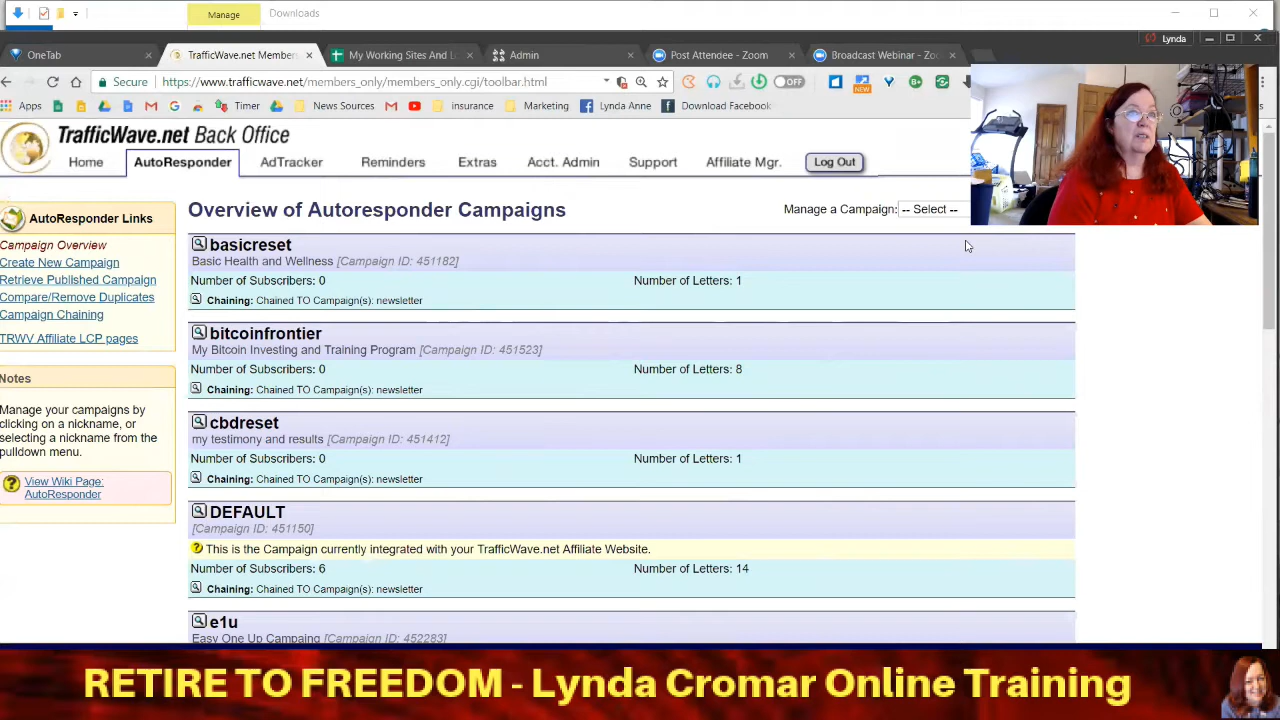 Manage
Downloads
Lynda
OneTab
TrafficWave.net Member
My Working Sites And L
Admin
Post Attendee - Zoom
Broadcast Webinar - Zo
Secure
https://www.trafficwave.net/members_only/members_only.cgi/toolbar.html
OFF
NEW
Apps
Timer
News Sources
insurance
Marketing
Lynda Anne
Download Facebook
TrafficWave.net Back Office
Home
AutoResponder
AdTracker
Reminders
Extras
Acct. Admin
Support
Affiliate Mgr.
Log Out
AutoResponder Links
Campaign Overview
Create New Campaign
Retrieve Published Campaign
Compare/Remove Duplicates
Campaign Chaining
TRWV Affiliate LCP pages
Notes
Manage your campaigns by
clicking on a nickname, or
selecting a nickname from the
pulldown menu.
View Wiki Page:
AutoResponder
Overview of Autoresponder Campaigns
Manage a Campaign: -- Select --
basicreset
Basic Health and Wellness [Campaign ID: 451182]
Number of Subscribers: 0
Number of Letters: 1
Chaining: Chained TO Campaign(s): newsletter
bitcoinfrontier
My Bitcoin Investing and Training Program [Campaign ID: 451523]
Number of Subscribers: 0
Number of Letters: 8
Chaining: Chained TO Campaign(s): newsletter
cbdreset
my testimony and results [Campaign ID: 451412]
Number of Subscribers: 0
Number of Letters: 1
Chaining: Chained TO Campaign(s): newsletter
DEFAULT
[Campaign ID: 451150]
This is the Campaign currently integrated with your TrafficWave.net Affiliate Website.
Number of Subscribers: 6
Number of Letters: 14
Chaining: Chained TO Campaign(s): newsletter
e1u
Easy One Up Campaing [Campaign ID: 452283]
RETIRE TO FREEDOM - Lynda Cromar Online Training